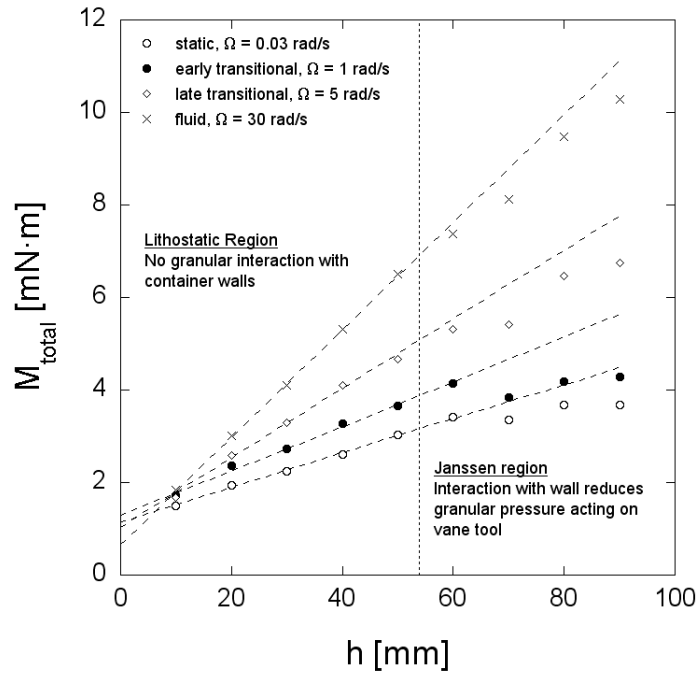 12
10
8
6
4
2
0
M_total [mN·m]
static, Ω = 0.03 rad/s
early transitional, Ω = 1 rad/s
late transitional, Ω = 5 rad/s
fluid, Ω = 30 rad/s
Lithostatic Region
No granular interaction with
container walls
Janssen region
Interaction with wall reduces
granular pressure acting on
vane tool
0 20 40 60 80 100
h [mm]